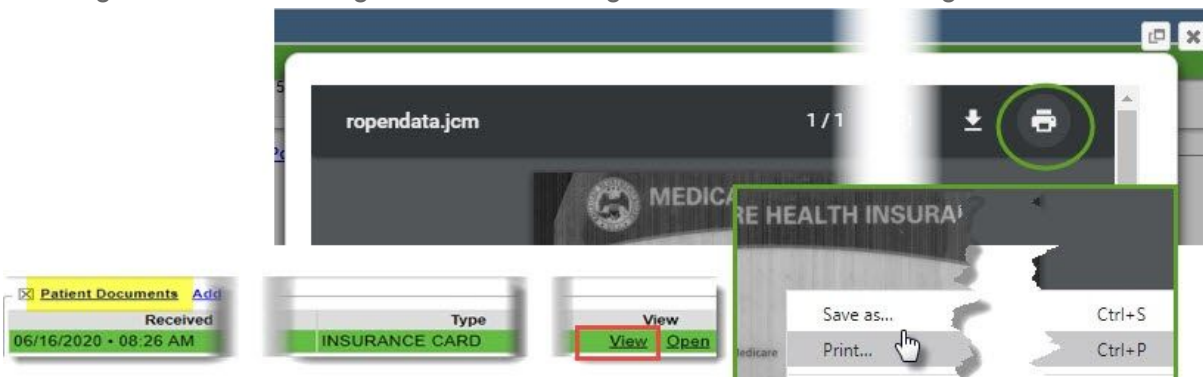 ropendata.jcm
1 / 1
MEDICA
RE HEALTH INSURA
Patient Documents Add
Received Type View
06/16/2020 • 08:26 AM INSURANCE CARD View Open
Save as... Ctrl+S
Medicare
Print... Ctrl+P